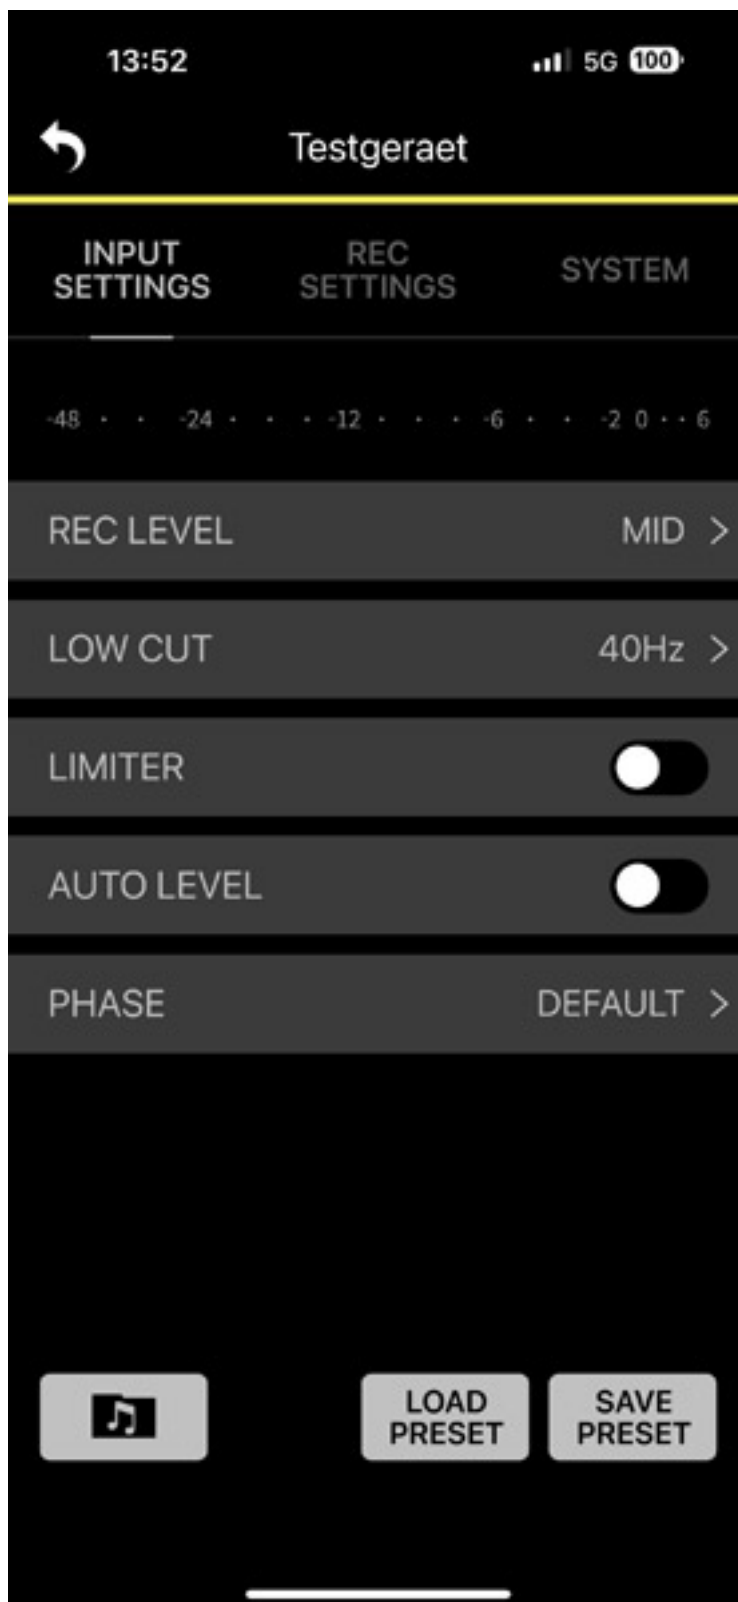 13:52 5G 100
Testgeraet
INPUT
SETTINGS
REC
SETTINGS
SYSTEM
-48 · · -24 · · · -12 · · · -6 · · -2 0 · · 6
REC LEVEL MID >
LOW CUT 40Hz >
LIMITER
AUTO LEVEL
PHASE DEFAULT >
LOAD
PRESET
SAVE
PRESET